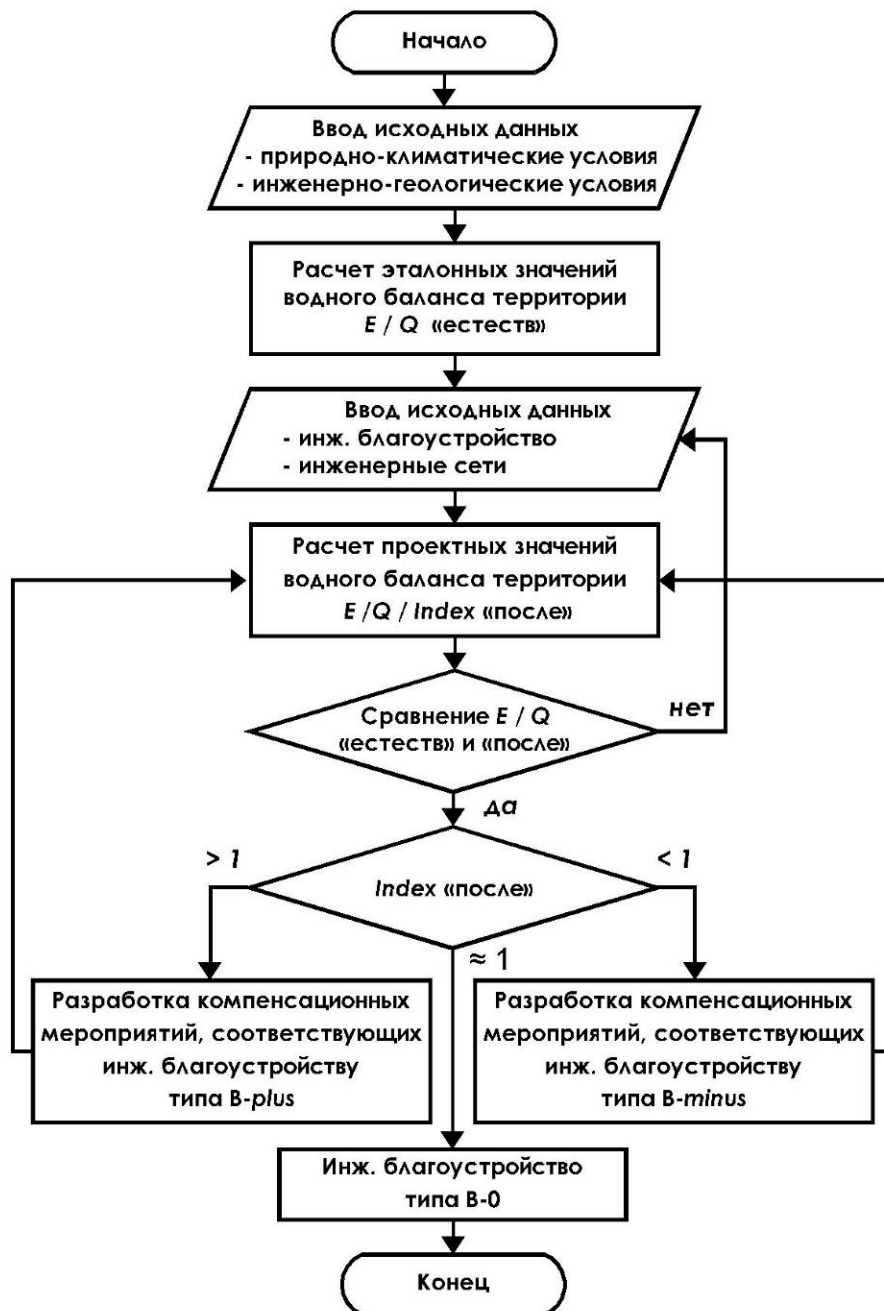 Начало
Ввод исходных данных
- природно-климатические условия
- инженерно-геологические условия
Расчет эталонных значений
водного баланса территории
E / Q «естеств»
Ввод исходных данных
- инж. благоустройство
- инженерные сети
Расчет проектных значений
водного баланса территории
E /Q / Index «после»
Сравнение E / Q
«естеств» и «после»
нет
да
> 1
< 1
Index «после»
≈ 1
Разработка компенсационных
мероприятий, соответствующих
инж. благоустройству
типа В-plus
Разработка компенсационных
мероприятий, соответствующих
инж. благоустройству
типа В-minus
Инж. благоустройство
типа В-0
Конец